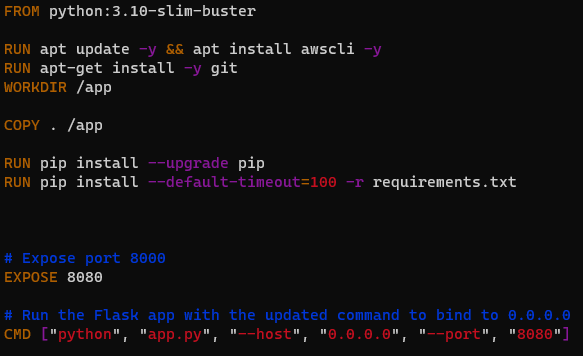 FROM python:3.10-slim-buster
RUN apt update -y && apt install awscli -y
RUN apt-get install -y git
WORKDIR /app
COPY . /app
RUN pip install --upgrade pip
RUN pip install --default-timeout=100 -r requirements.txt
# Expose port 8000
EXPOSE 8080
# Run the Flask app with the updated command to bind to 0.0.0.0
CMD ["python", "app.py", "--host", "0.0.0.0", "--port", "8080"]